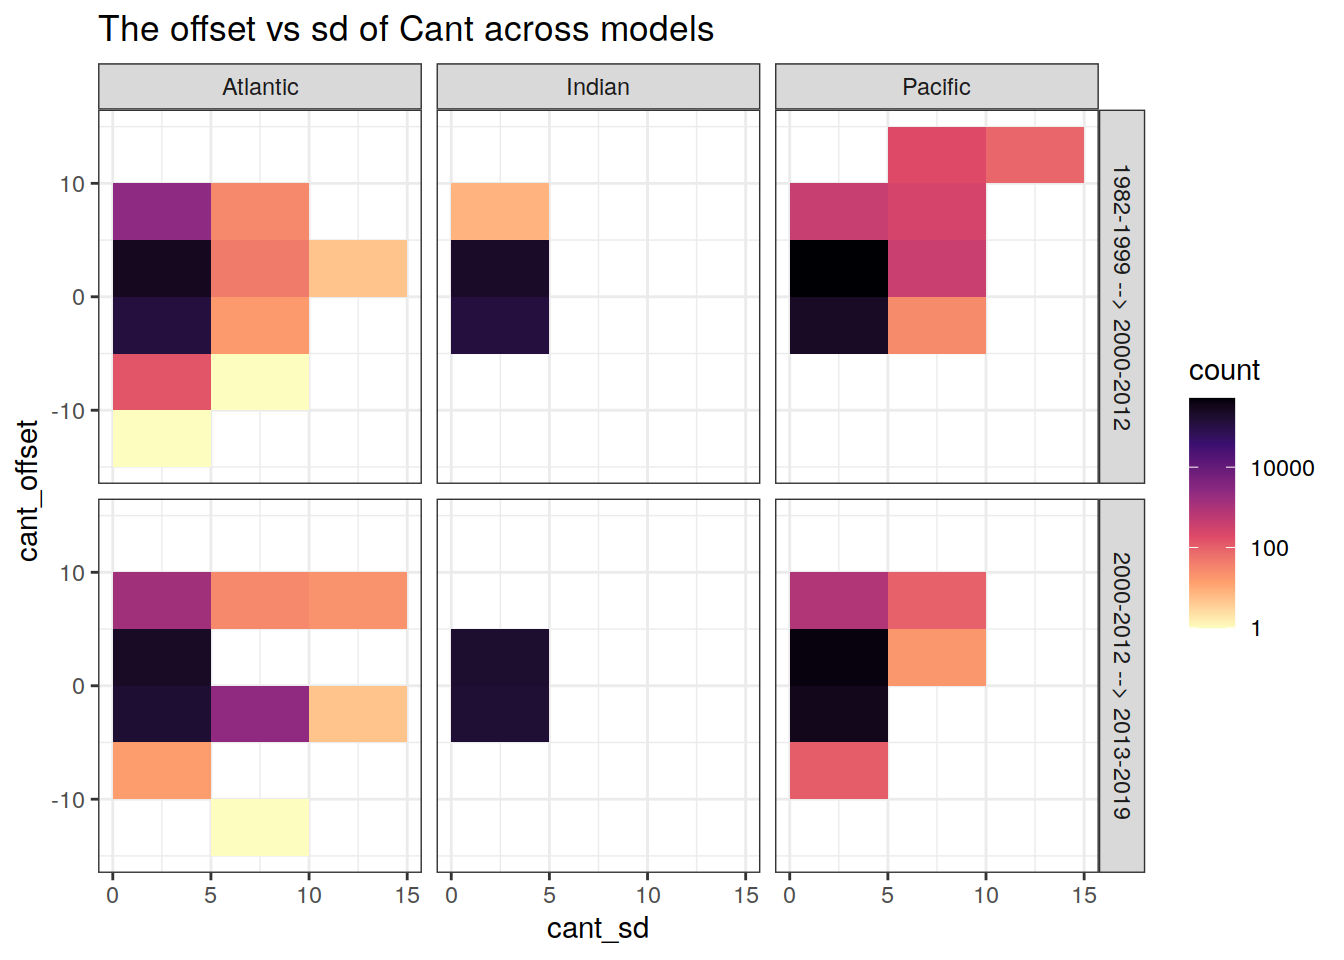 The offset vs sd of Cant across models
Atlantic
Indian
Pacific
10
0
-10
1982-1999 --> 2000-2012
10
0
-10
2000-2012 --> 2013-2019
cant_offset
0 5 10 15
0 5 10 15
0 5 10 15
cant_sd
count
10000
100
1